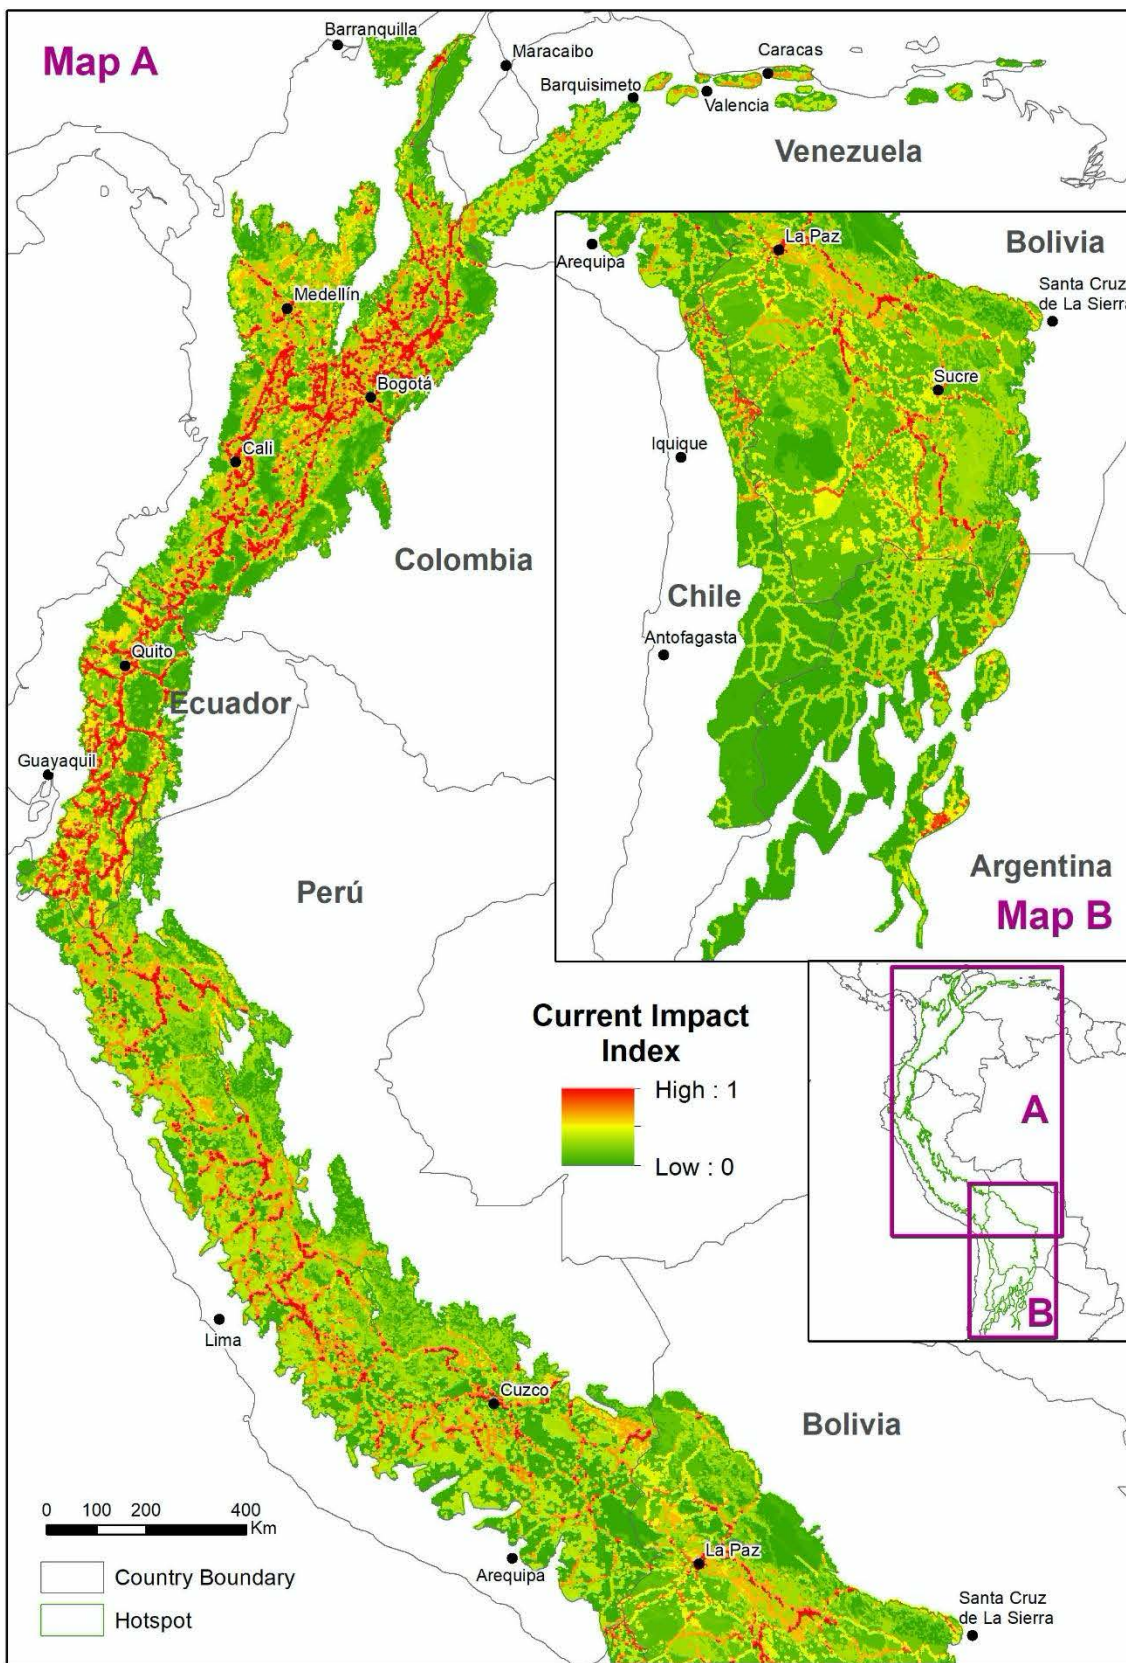 Map A
Barranquilla
Maracaibo
Caracas
Barquisimeto
Valencia
Venezuela
Medellín
Bogotá
Cali
Colombia
Quito
Ecuador
Guayaquil
Perú
Lima
Cuzco
Bolivia
Arequipa
La Paz
Santa Cruz
de La Sierra
La Paz
Bolivia
Arequipa
Santa Cruz
de La Sierra
Sucre
Iquique
Chile
Antofagasta
Argentina
Map B
Current Impact
Index
High : 1
Low : 0
A
B
0 100 200 400
Km
Country Boundary
Hotspot